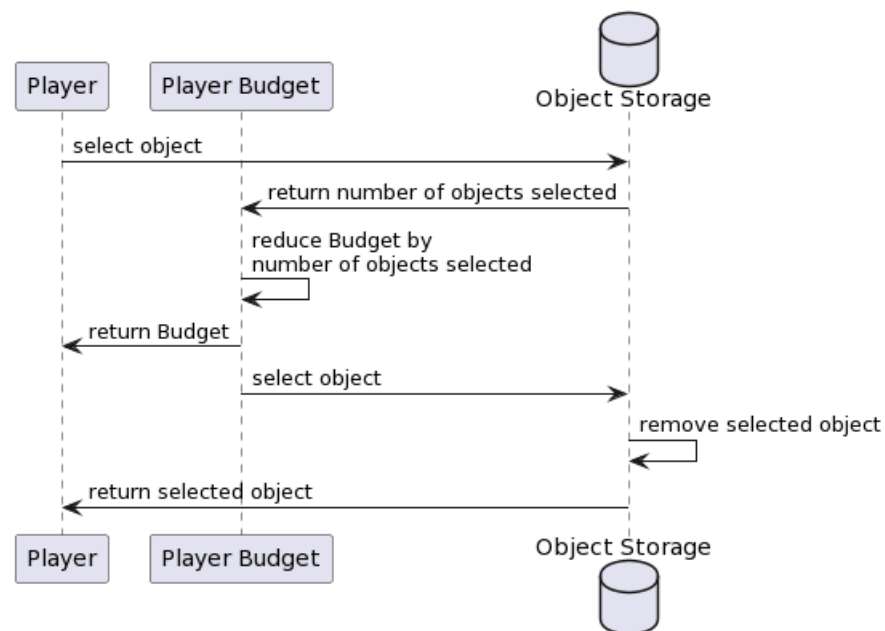 Player
Player Budget
Object Storage
select object
return number of objects selected
reduce Budget by
number of objects selected
return Budget
select object
remove selected object
return selected object
Player
Player Budget
Object Storage